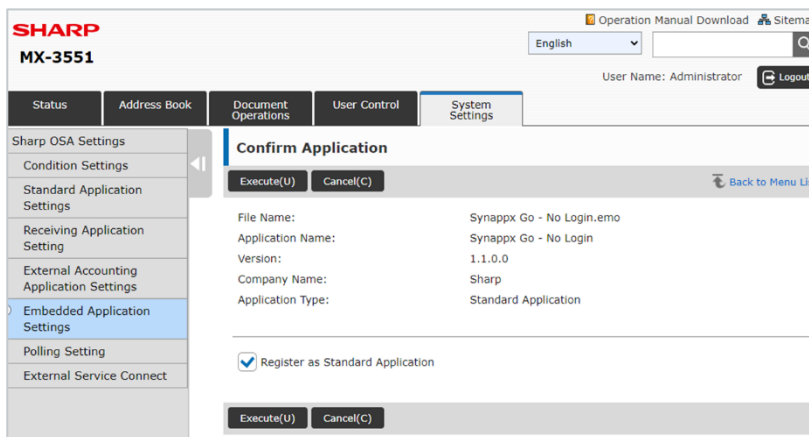 SHARP
MX-3551
Operation Manual Download
English
User Name: Administrator
Logout
Status
Address Book
Document
Operations
User Control
System
Settings
Sharp OSA Settings
Condition Settings
Standard Application
Settings
Receiving Application
Setting
External Accounting
Application Settings
Embedded Application
Settings
Polling Setting
External Service Connect
Confirm Application
Execute(U) Cancel(C)
Back to Menu
File Name: Synappx Go - No Login.emo
Application Name: Synappx Go - No Login
Version: 1.1.0.0
Company Name: Sharp
Application Type: Standard Application
Register as Standard Application
Execute(U) Cancel(C)